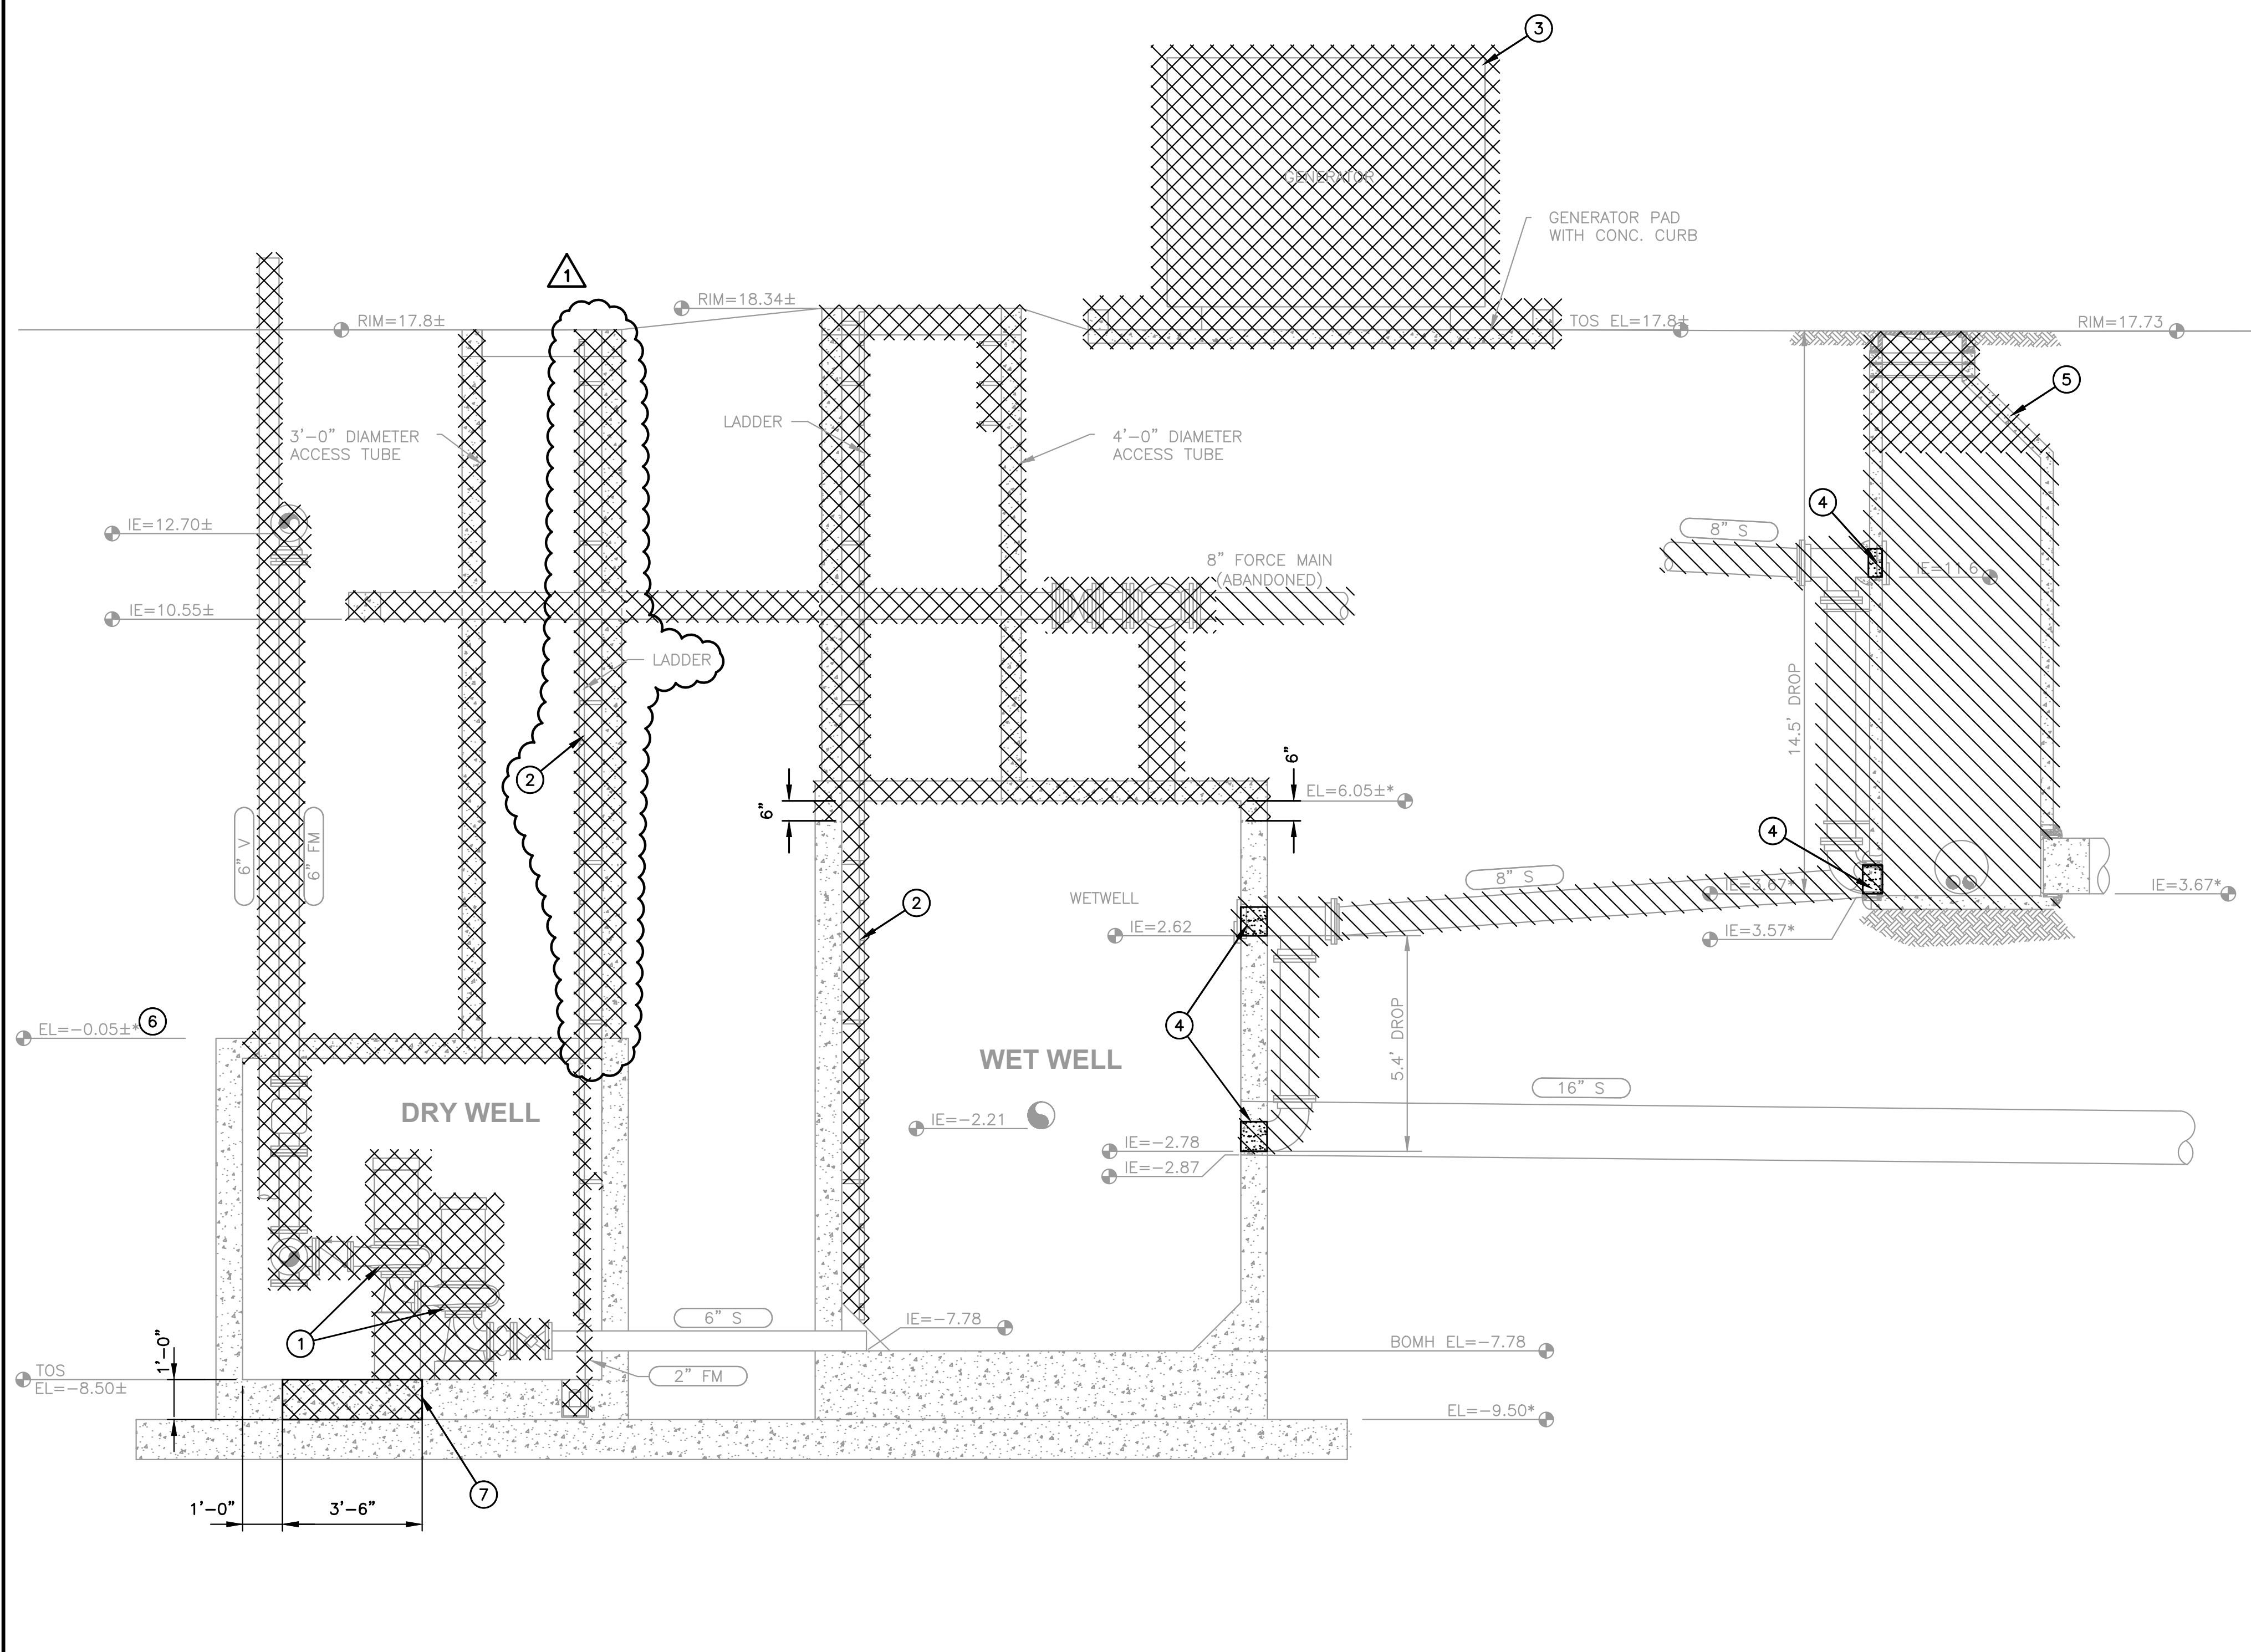 3
GENERATOR
GENERATOR PAD
WITH CONC. CURB
1
RIM=18.34±
RIM=17.8±
TOS EL=17.8±
RIM=17.73
5
LADDER
3'-0" DIAMETER
ACCESS TUBE
4'-0" DIAMETER
ACCESS TUBE
4
IE=12.70±
8" S
8" FORCE MAIN
(ABANDONED)
IE=11.6
IE=10.55±
LADDER
14.5' DROP
2
6"
6"
EL=6.05±*
4
6" V
6" FM
8" S
WETWELL
2
IE=3.67*
IE=3.67*
IE=2.62
IE=3.57*
EL=-0.05±*
6
4
5.4' DROP
WET WELL
16" S
DRY WELL
IE=-2.21
IE=-2.78
IE=-2.87
6" S
IE=-7.78
1
1'-0"
BOMH EL=-7.78
TOS
EL=-8.50±
2" FM
EL=-9.50*
7
1'-0"
3'-6"